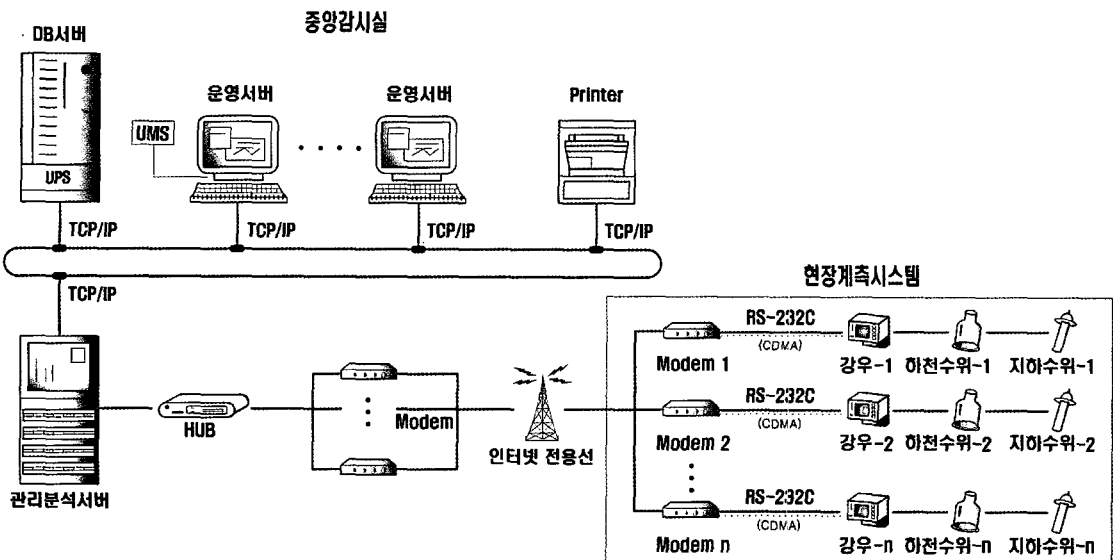 중앙감시실
DB서버
운영서버
운영서버
Printer
UMS
UPS
TCP/IP
TCP/IP
TCP/IP
TCP/IP
TCP/IP
현장계측시스템
RS-232C
(CDMA)
Modem 1
강우-1
하천수위-1
지하수위-1
RS-232C
(CDMA)
Modem 2
강우-2
하천수위-2
지하수위-2
RS-232C
(CDMA)
Modem n
강우-n
하천수위-n
지하수위-n
HUB
Modem
인터넷 전용선
관리분석서버